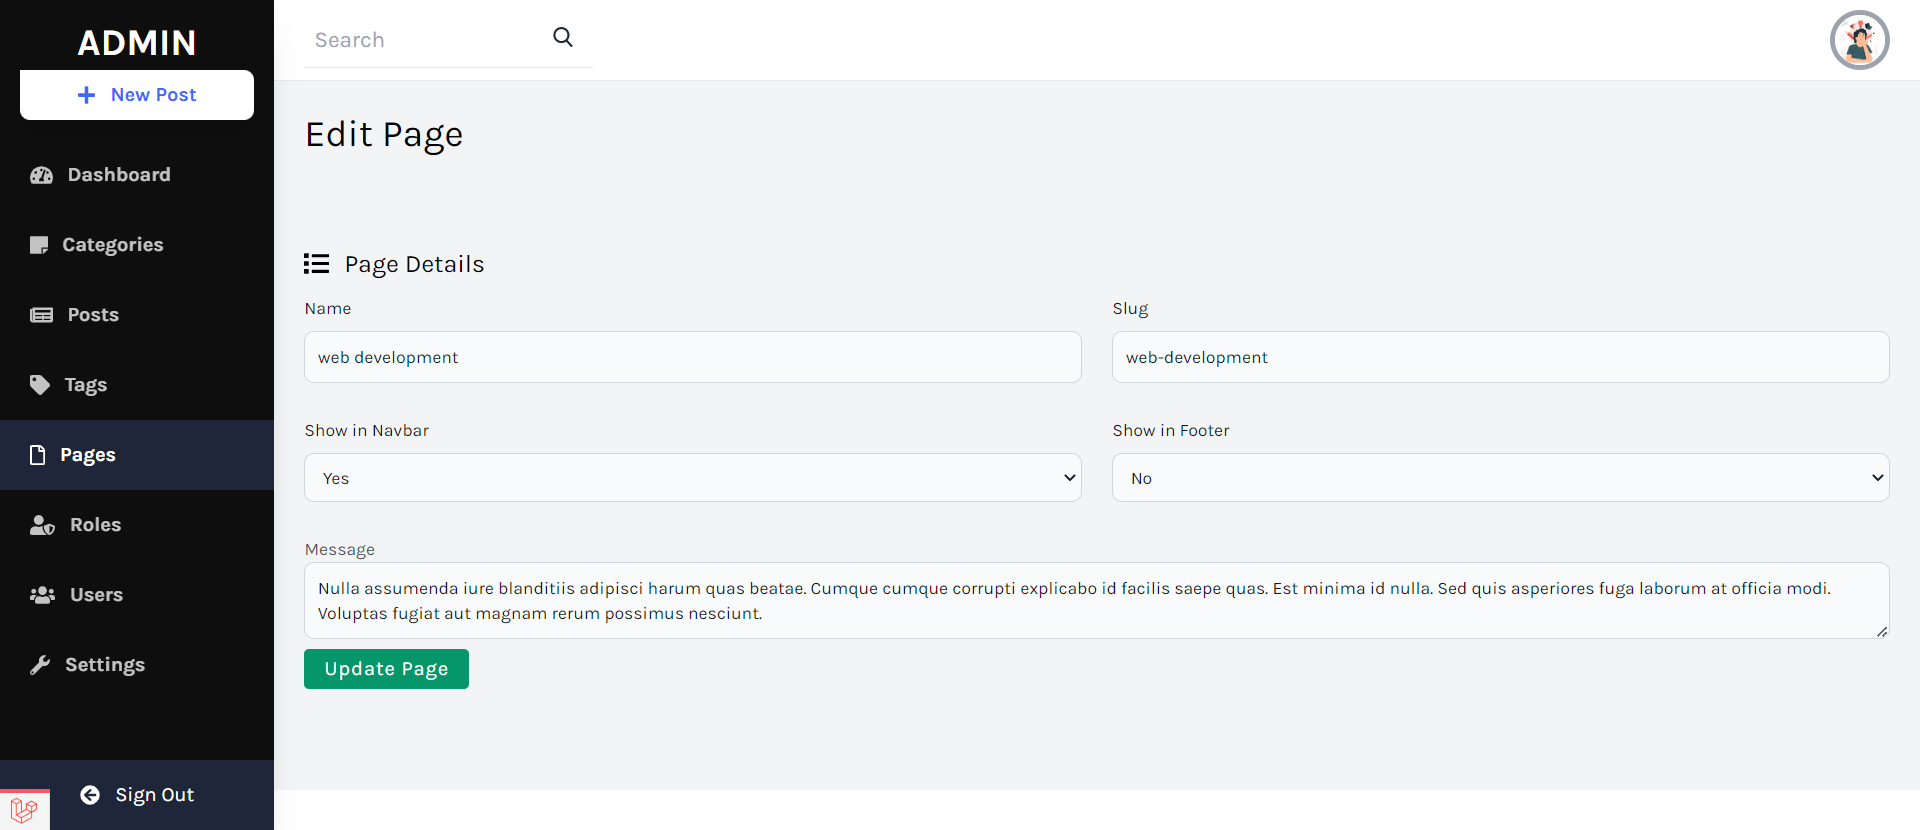 ADMIN
New Post
Dashboard
Categories
Posts
Tags
Pages
Roles
Users
Settings
Sign Out
Search
Edit Page
Page Details
Name
Slug
web development
web-development
Show in Navbar
Show in Footer
Yes
No
Message
Nulla assumenda iure blanditiis adipisci harum quas beatae. Cumque cumque corrupti explicabo id facilis saepe quas. Est minima id nulla. Sed quis asperiores fuga laborum at officia modi.
Voluptas fugiat aut magnam rerum possimus nesciunt.
Update Page